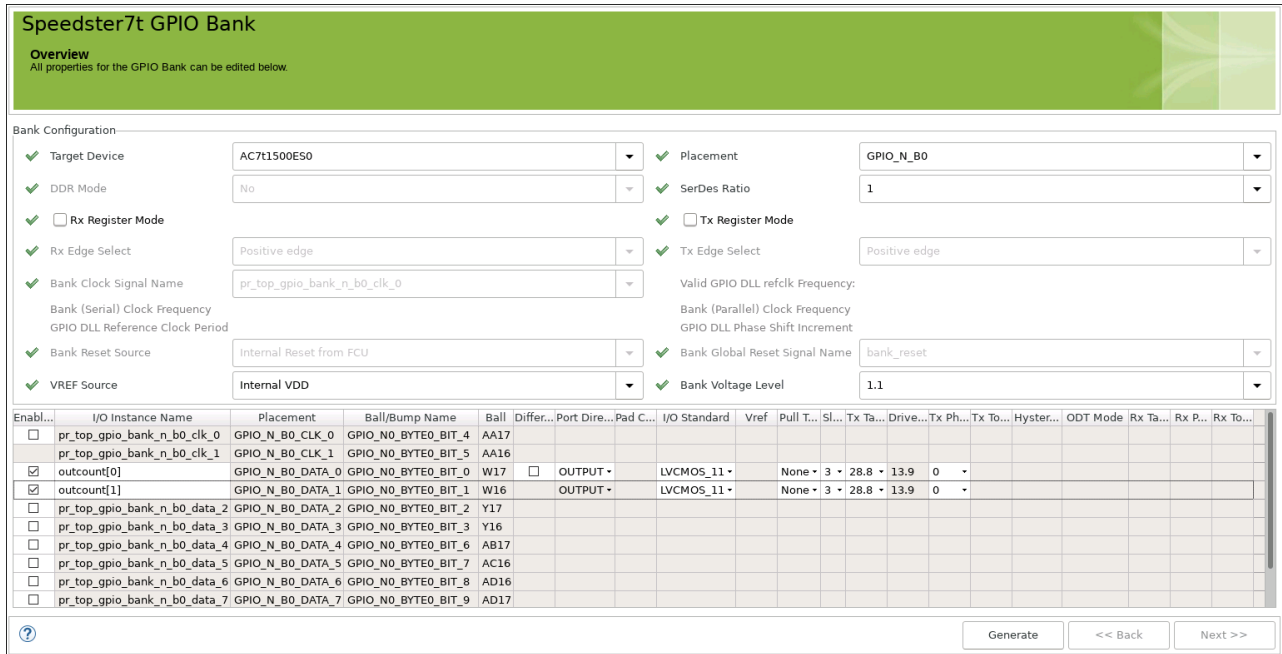 Speedster7t GPIO Bank
Overview
All properties for the GPIO Bank can be edited below.
Bank Configuration
Target Device AC7t1500ES0 Placement GPIO_N_B0
DDR Mode No SerDes Ratio 1
Rx Register Mode Tx Register Mode
Rx Edge Select Positive edge Tx Edge Select Positive edge
Bank Clock Signal Name pr_top_gpio_bank_n_b0_clk_0 Valid GPIO DLL refclk Frequency:
Bank (Serial) Clock Frequency Bank (Parallel) Clock Frequency
GPIO DLL Reference Clock Period GPIO DLL Phase Shift Increment
Bank Reset Source Internal Reset from FCU Bank Global Reset Signal Name bank_reset
VREF Source Internal VDD Bank Voltage Level 1.1
Enabl... I/O Instance Name Placement Ball/Bump Name Ball Differ... Port Dire... Pad C... I/O Standard Vref Pull T... Sl... Tx Ta... Drive... Tx Ph... Tx To... Hyster... ODT Mode Rx Ta... Rx P... Rx To...
pr_top_gpio_bank_n_b0_clk_0 GPIO_N_B0_CLK_0 GPIO_N0_BYTE0_BIT_4 AA17
pr_top_gpio_bank_n_b0_clk_1 GPIO_N_B0_CLK_1 GPIO_N0_BYTE0_BIT_5 AA16
outcount[0] GPIO_N_B0_DATA_0 GPIO_N0_BYTE0_BIT_0 W17 OUTPUT LVCMOS_11 None 3 28.8 13.9 0
outcount[1] GPIO_N_B0_DATA_1 GPIO_N0_BYTE0_BIT_1 W16 OUTPUT LVCMOS_11 None 3 28.8 13.9 0
pr_top_gpio_bank_n_b0_data_2 GPIO_N_B0_DATA_2 GPIO_N0_BYTE0_BIT_2 Y17
pr_top_gpio_bank_n_b0_data_3 GPIO_N_B0_DATA_3 GPIO_N0_BYTE0_BIT_3 Y16
pr_top_gpio_bank_n_b0_data_4 GPIO_N_B0_DATA_4 GPIO_N0_BYTE0_BIT_6 AB17
pr_top_gpio_bank_n_b0_data_5 GPIO_N_B0_DATA_5 GPIO_N0_BYTE0_BIT_7 AC16
pr_top_gpio_bank_n_b0_data_6 GPIO_N_B0_DATA_6 GPIO_N0_BYTE0_BIT_8 AD16
pr_top_gpio_bank_n_b0_data_7 GPIO_N_B0_DATA_7 GPIO_N0_BYTE0_BIT_9 AD17
? Generate << Back Next >>